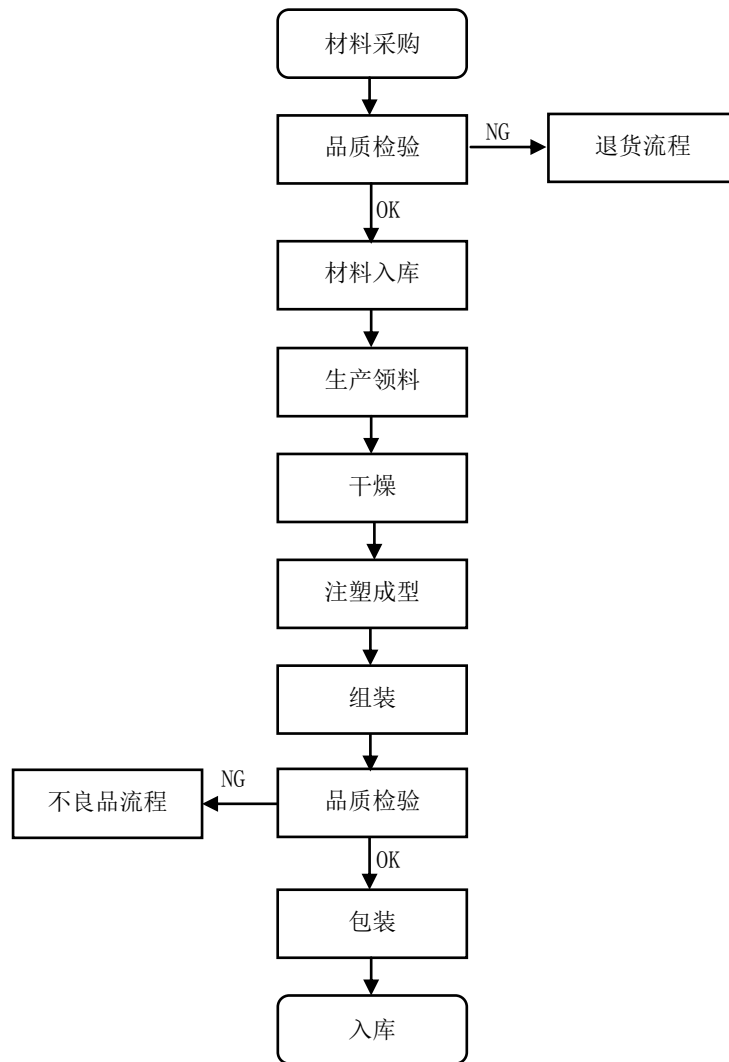 材料采购
品质检验
NG
退货流程
OK
材料入库
生产领料
干燥
注塑成型
组装
不良品流程
NG
品质检验
OK
包装
入库